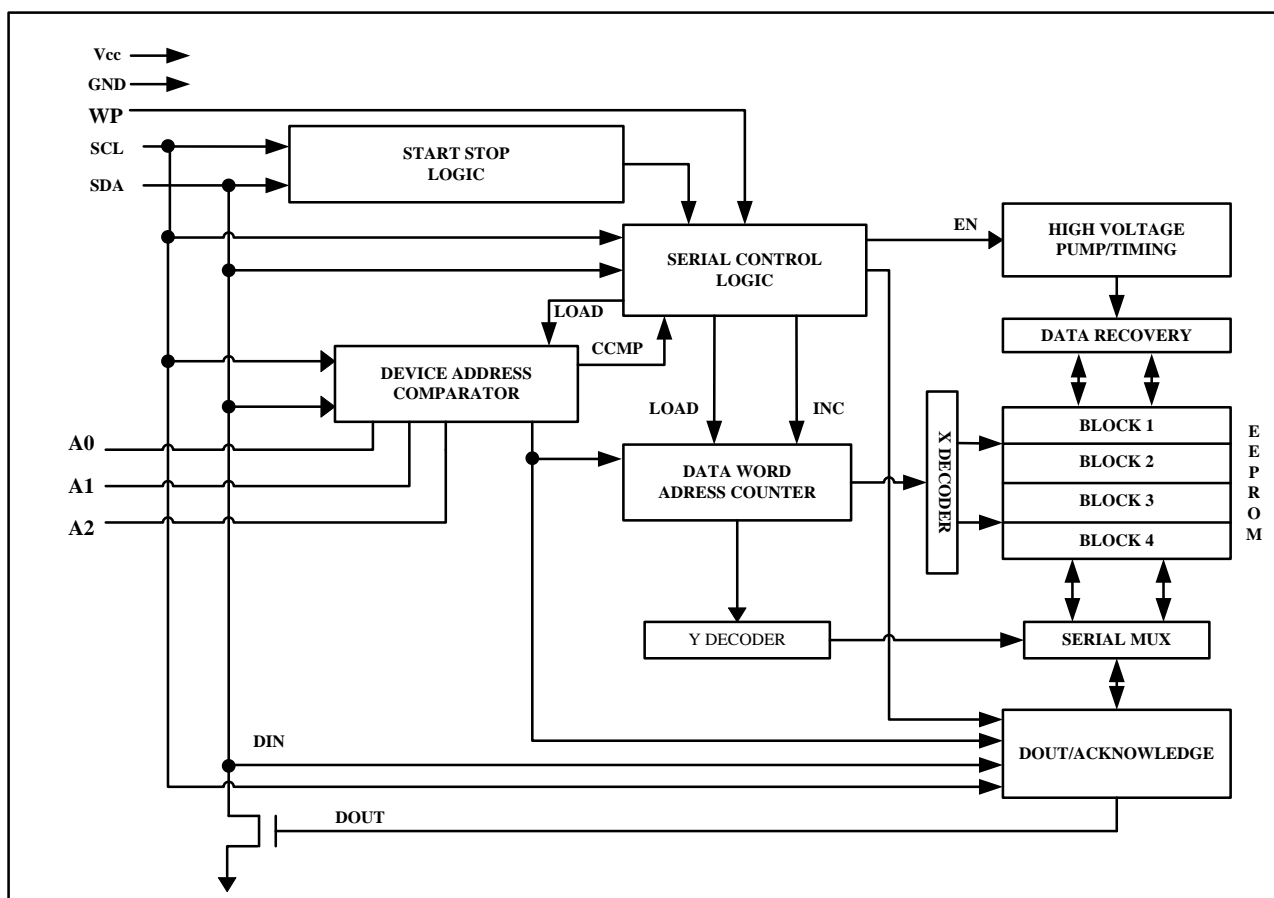 Vcc
GND
WP
SCL
SDA
START STOP
LOGIC
EN
HIGH VOLTAGE
PUMP/TIMING
SERIAL CONTROL
LOGIC
LOAD
CCMP
DATA RECOVERY
DEVICE ADDRESS
COMPARATOR
LOAD
INC
A0
A1
A2
X DECODER
BLOCK 1
BLOCK 2
BLOCK 3
BLOCK 4
EEPROM
DATA WORD
ADRESS COUNTER
Y DECODER
SERIAL MUX
DIN
DOUT/ACKNOWLEDGE
DOUT